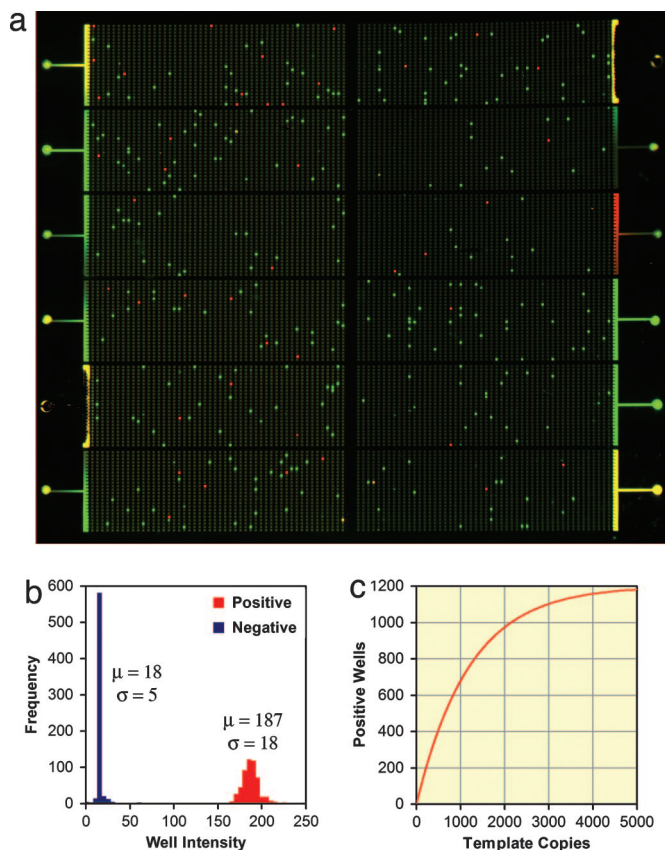 a
b
600
500
400
300
200
100
0
Frequency
Positive
Negative
μ = 18
σ = 5
μ = 187
σ = 18
0 50 100 150 200 250
Well Intensity
c
1200
1000
800
600
400
200
0
Positive Wells
0 1000 2000 3000 4000 5000
Template Copies